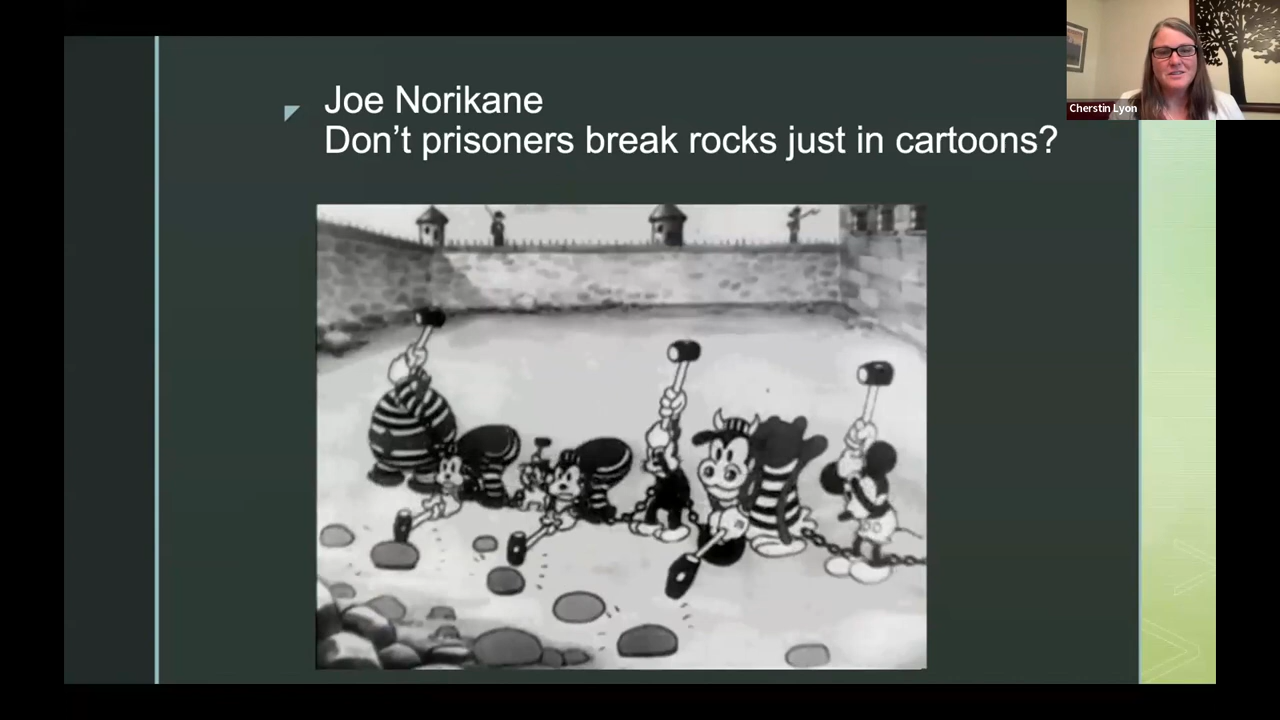 Joe Norikane
Don’t prisoners break rocks just in cartoons?
Cherstin Lyon